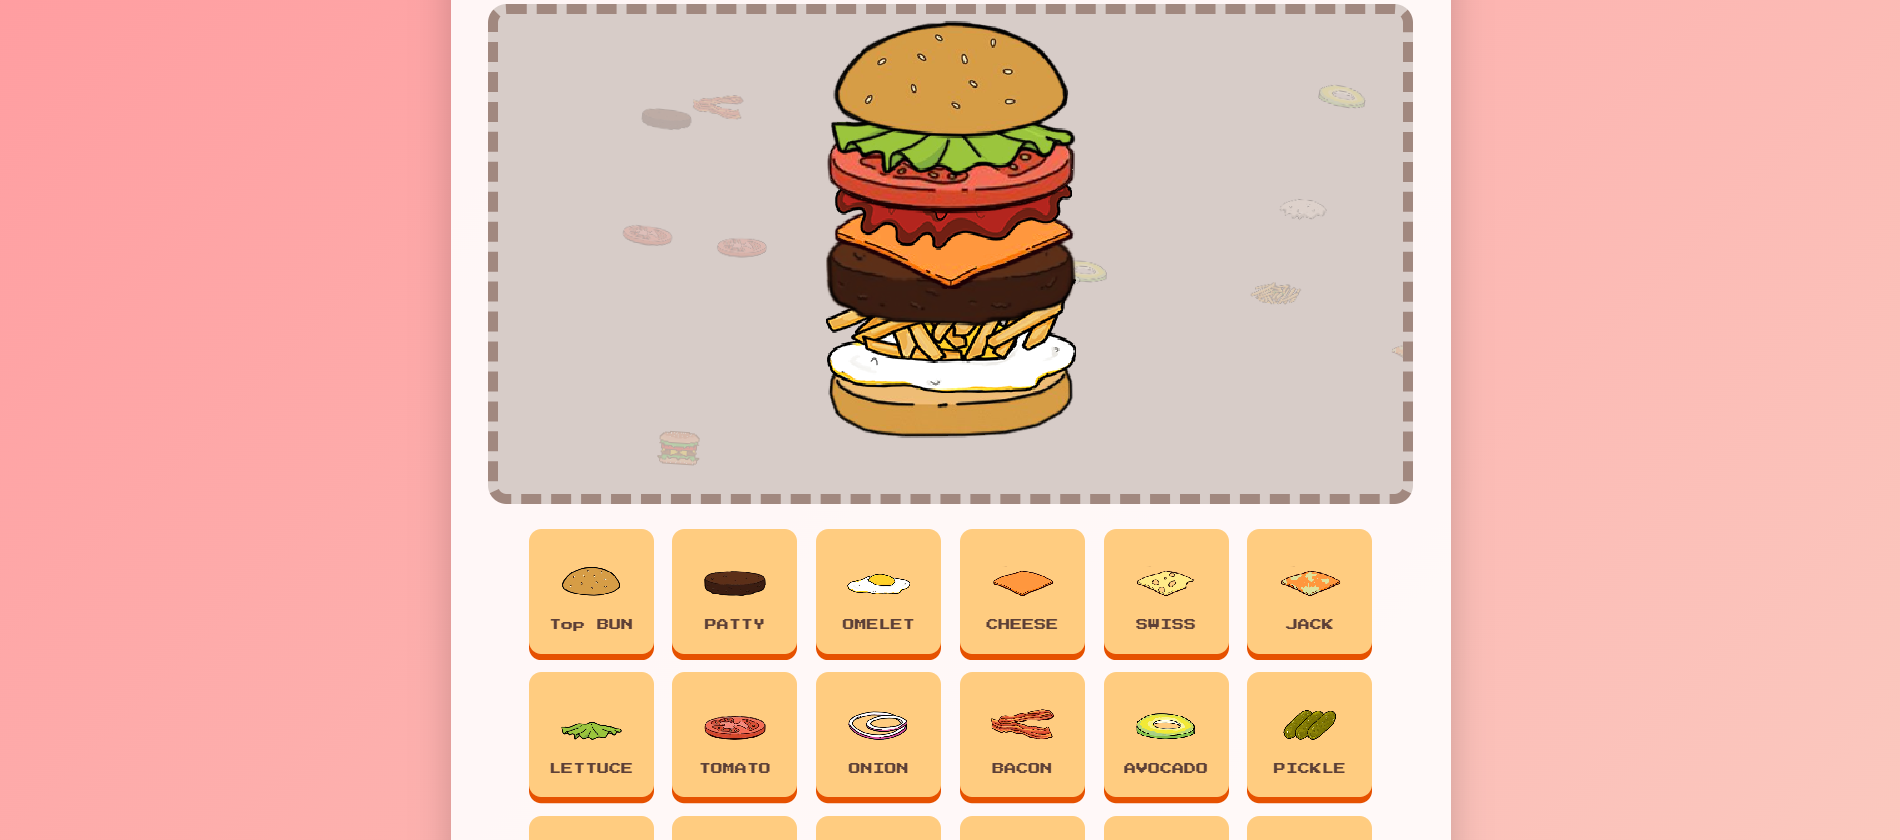 Top BUN
PATTY
OMELET
CHEESE
SWISS
JACK
LETTUCE
TOMATO
ONION
BACON
AVOCADO
PICKLE